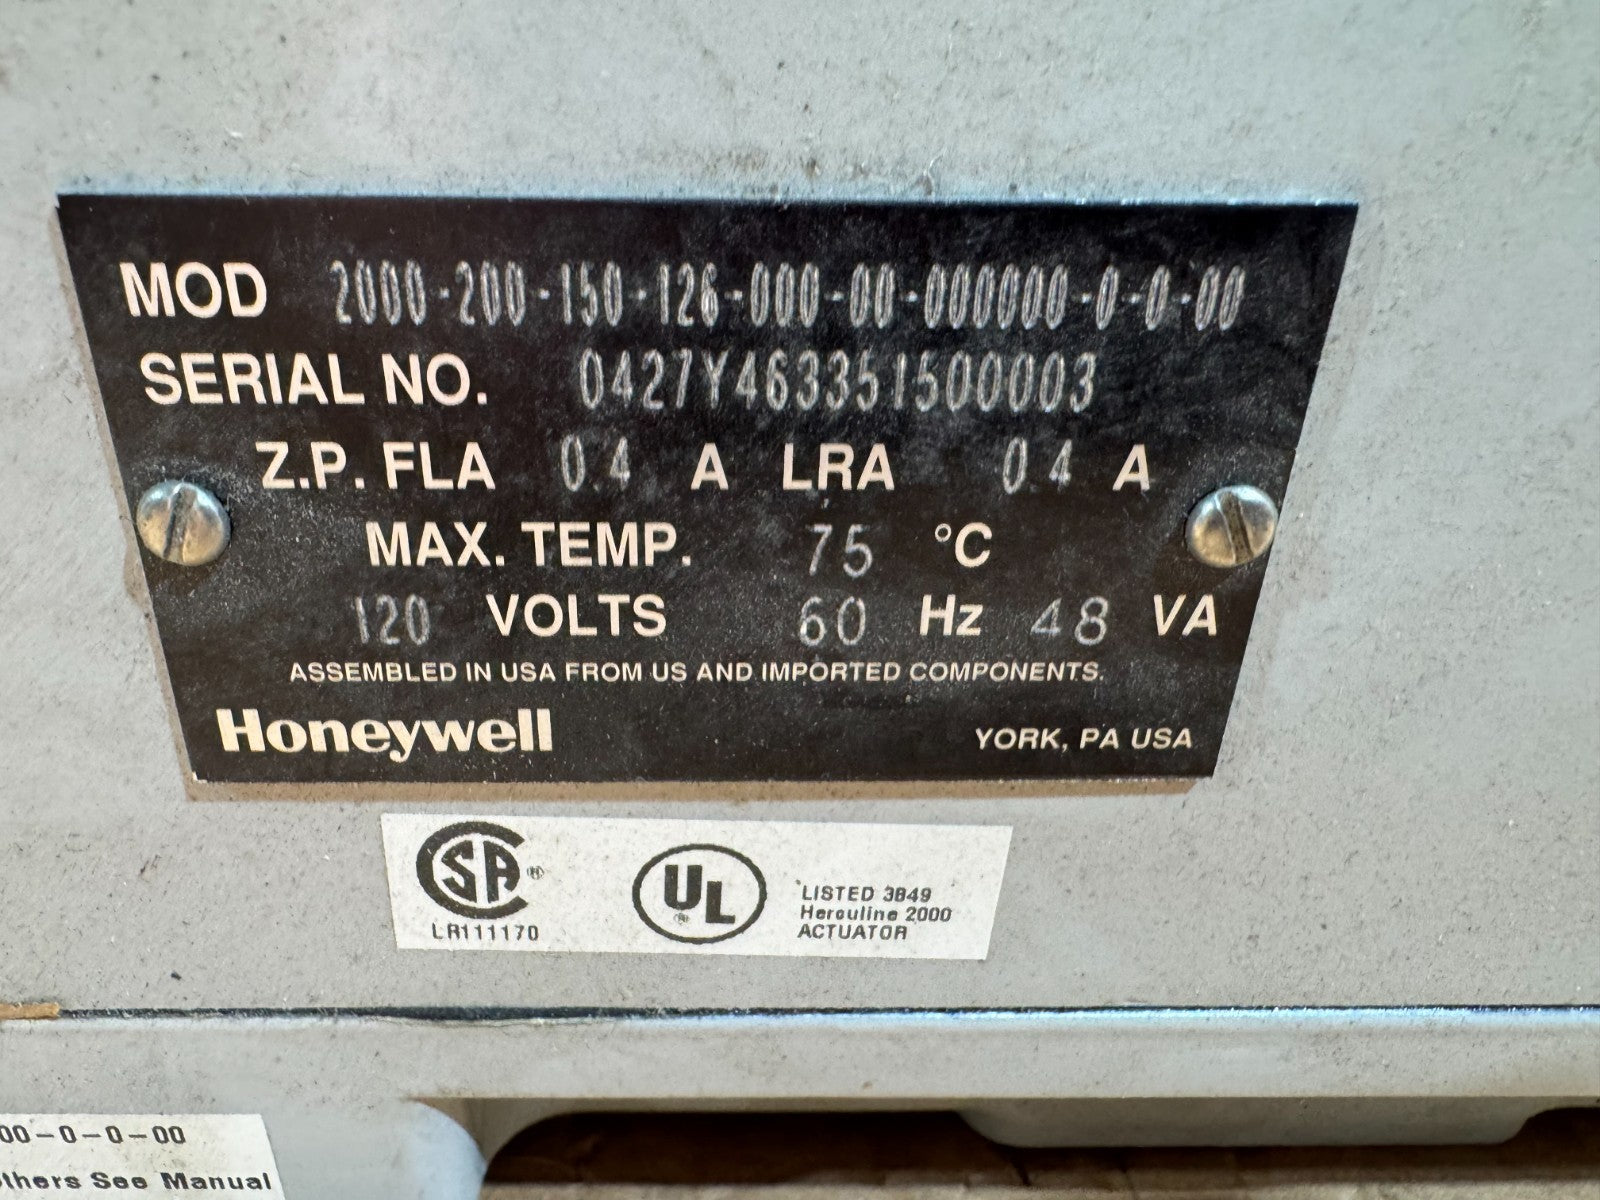 MOD 2000-200-150-126-000-00-000000-0-0-00
SERIAL NO. 0427Y463351500003
Z.P. FLA 0.4 A LRA 0.4 A
MAX. TEMP. 75 °C
120 VOLTS 60 Hz 48 VA
ASSEMBLED IN USA FROM US AND IMPORTED COMPONENTS.
Honeywell YORK, PA USA
SA ®
LR111170
UL ®
LISTED 3B49
Herculine 2000
ACTUATOR
00-0-0-00
thers See Manual